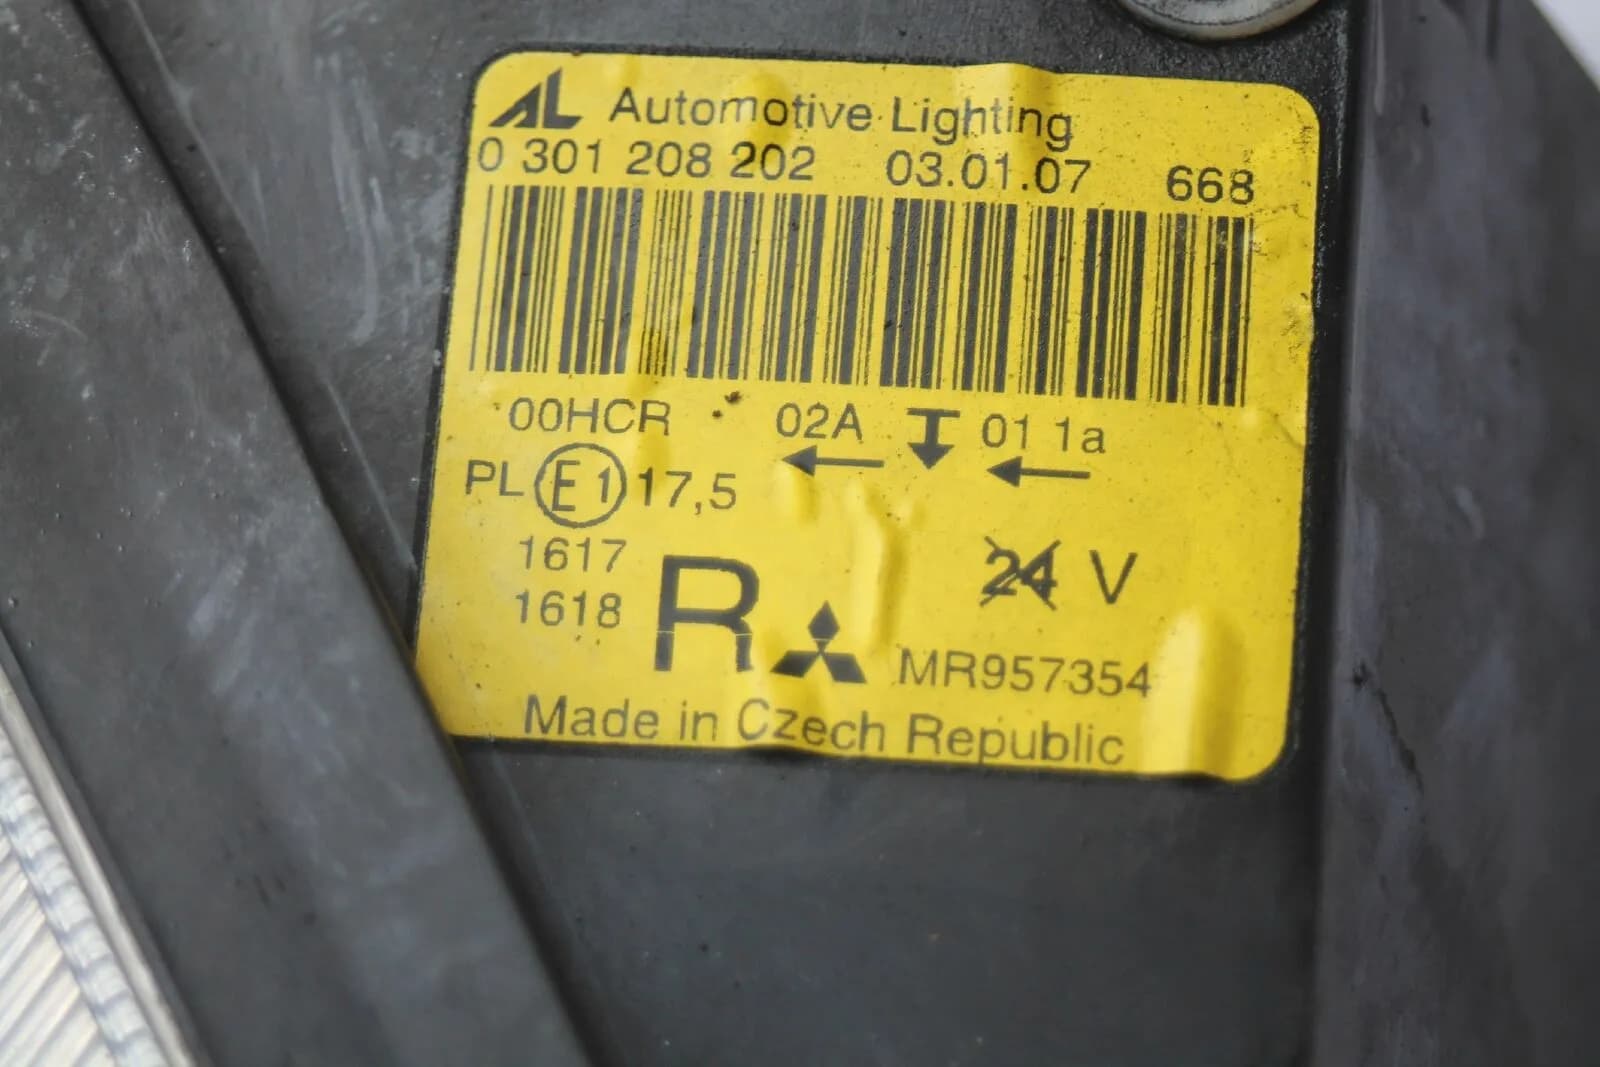 AL Automotive Lighting
0 301 208 202 03.01.07 668
00HCR 02A 01 1a
PL E1 17,5
1617 24 V
1618 R MR957354
Made in Czech Republic